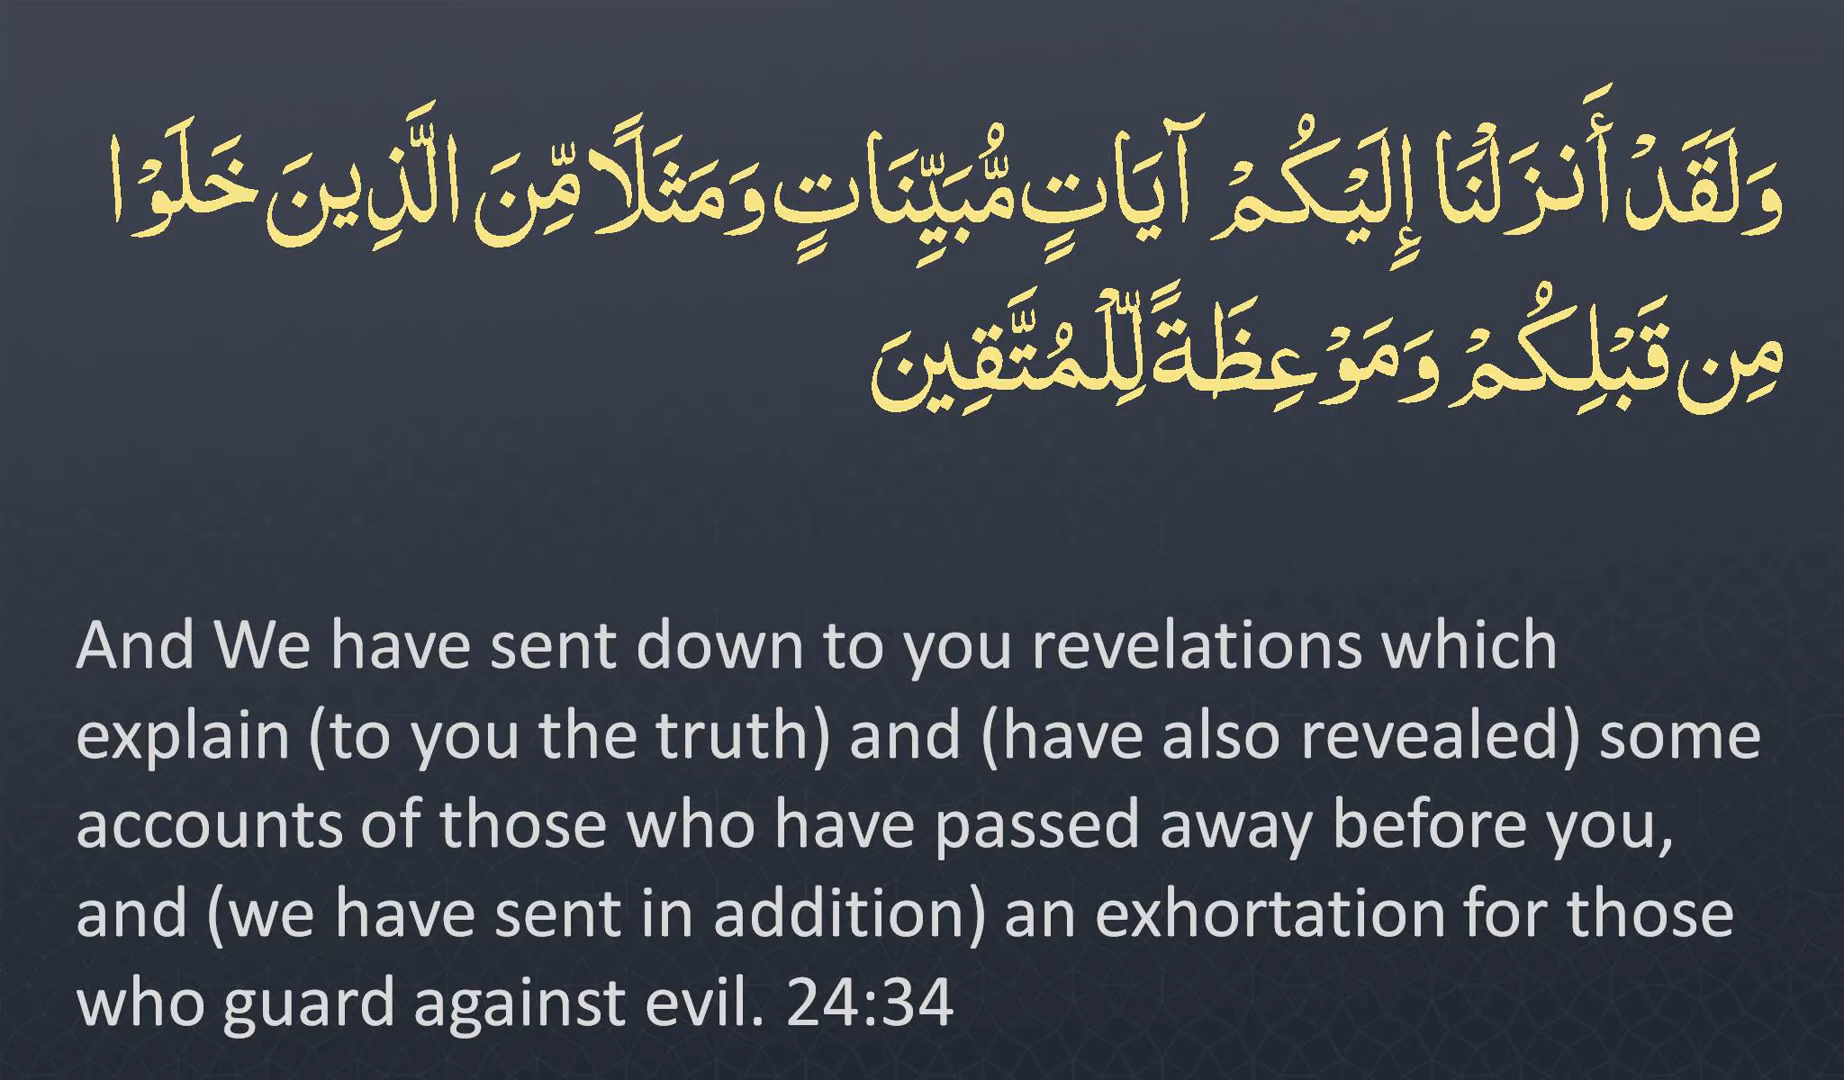 وَلَقَدْ أَنزَلْنَا إِلَيْكُمْ آيَاتٍ مُّبَيِّنَاتٍ وَمَثَلًا مِّنَ الَّذِينَ خَلَوْا
مِن قَبْلِكُمْ وَمَوْعِظَةً لِّلْمُتَّقِينَ
And We have sent down to you revelations which
explain (to you the truth) and (have also revealed) some
accounts of those who have passed away before you,
and (we have sent in addition) an exhortation for those
who guard against evil. 24:34